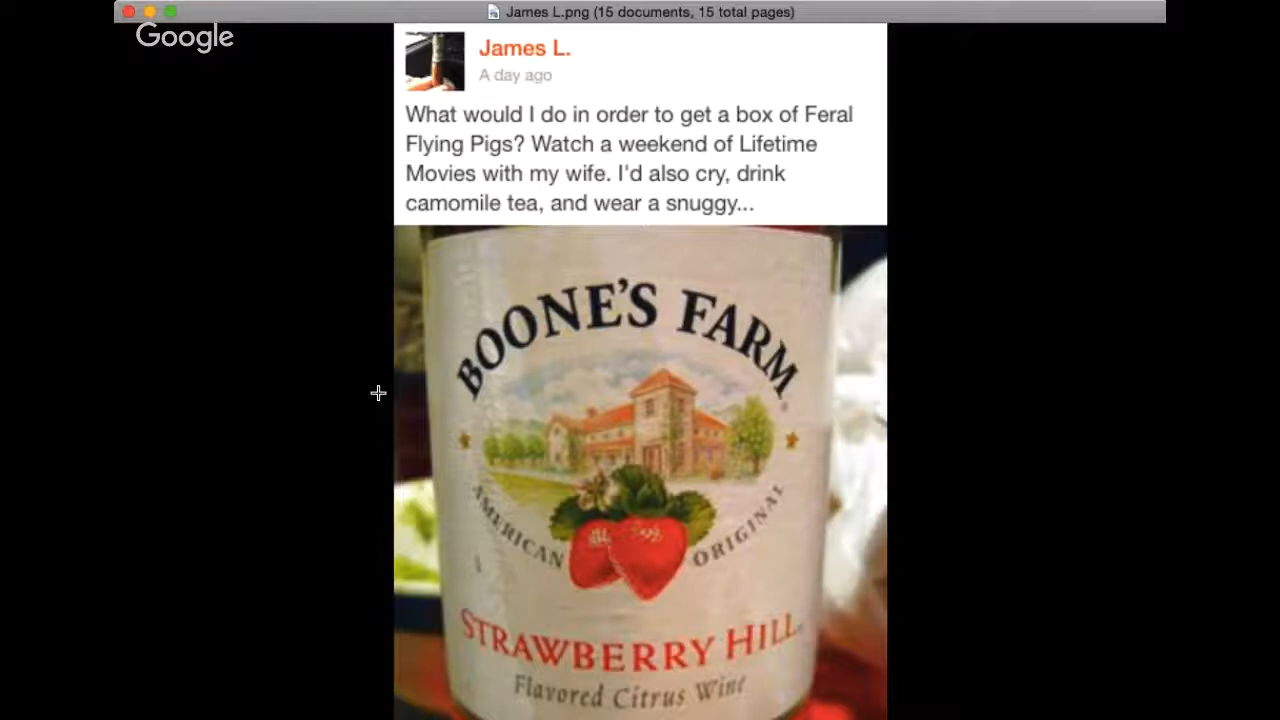 James L.png (15 documents, 15 total pages)
Google
James L.
A day ago
What would I do in order to get a box of Feral
Flying Pigs? Watch a weekend of Lifetime
Movies with my wife. I'd also cry, drink
camomile tea, and wear a snuggy...
BOONE'S FARM
AMERICAN ORIGINAL
STRAWBERRY HILL
Flavored Citrus Wine